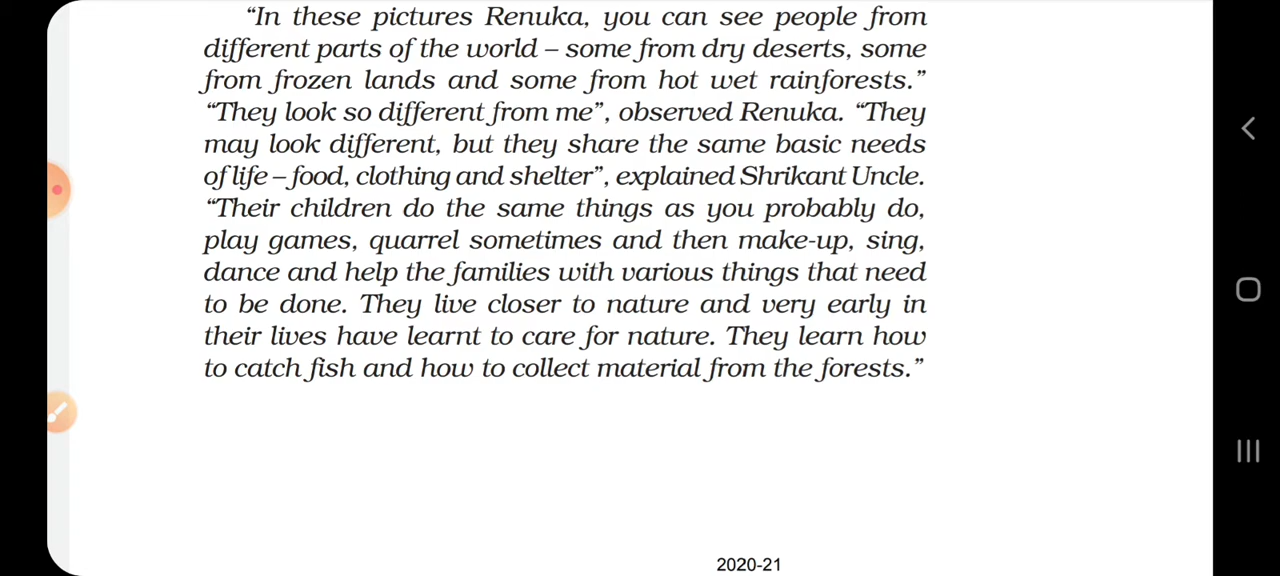 “In these pictures Renuka, you can see people from
different parts of the world – some from dry deserts, some
from frozen lands and some from hot wet rainforests.”
“They look so different from me”, observed Renuka. “They
may look different, but they share the same basic needs
of life – food, clothing and shelter”, explained Shrikant Uncle.
“Their children do the same things as you probably do,
play games, quarrel sometimes and then make-up, sing,
dance and help the families with various things that need
to be done. They live closer to nature and very early in
their lives have learnt to care for nature. They learn how
to catch fish and how to collect material from the forests.”
2020-21